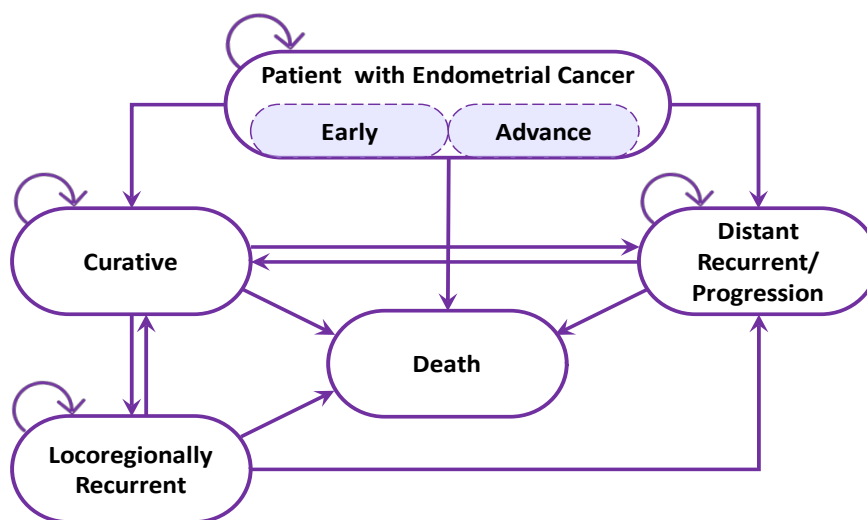 Patient with Endometrial Cancer
Early
Advance
Curative
Distant
Recurrent/
Progression
Death
Locoregionally
Recurrent